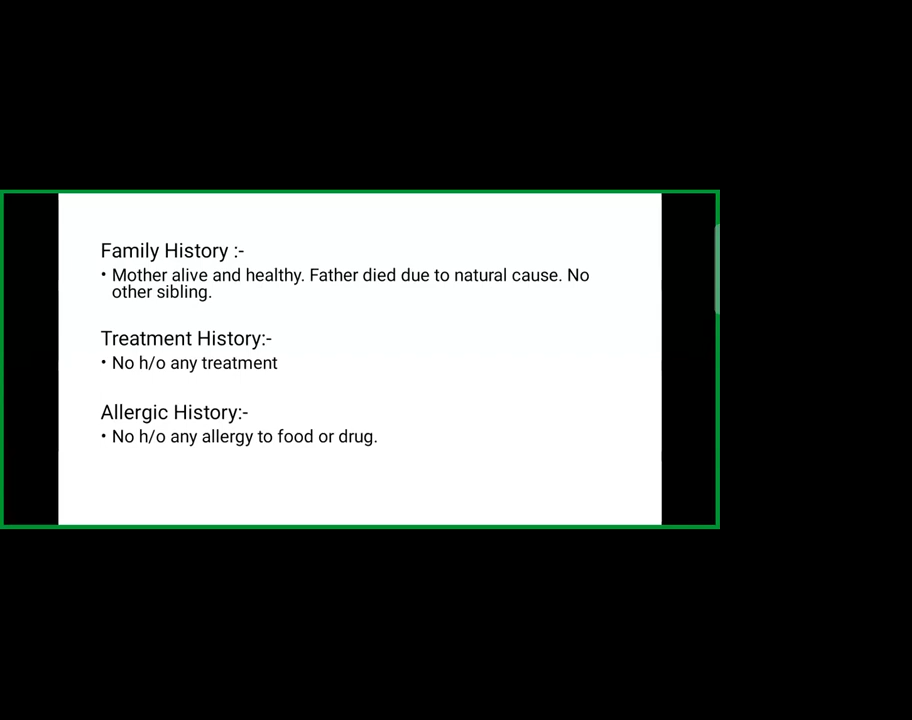 Family History :-
• Mother alive and healthy. Father died due to natural cause. No
other sibling.
Treatment History:-
• No h/o any treatment
Allergic History:-
• No h/o any allergy to food or drug.